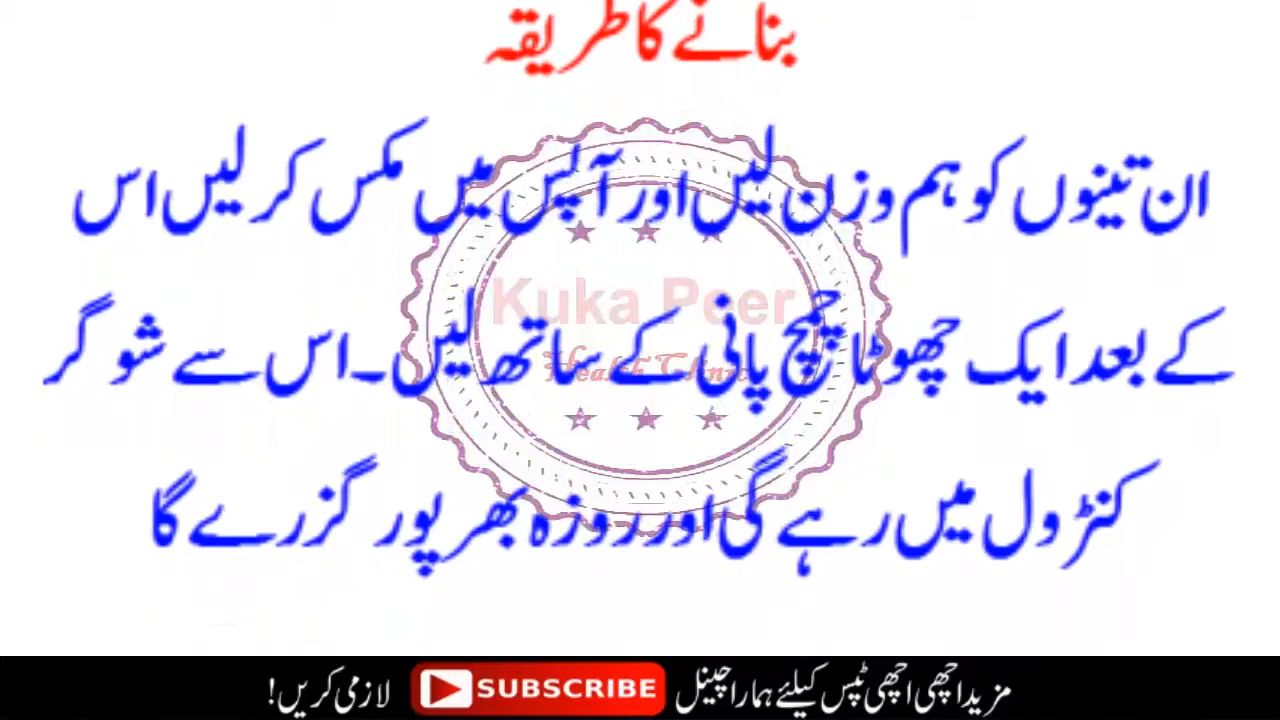 بنانے کا طریقہ
ان تینوں کو ہم وزن لیں اور آپس میں مکس کر لیں اس
کے بعد ایک چھوٹا چمچ پانی کے ساتھ لیں۔ اس سے شوگر
کنٹرول میں رہے گی اور روزہ بھرپور گزرے گا
Kuka Peer
Health Clinic
مزید اچھی اچھی ٹپس کیلئے ہمارا چینل SUBSCRIBE لازمی کریں!